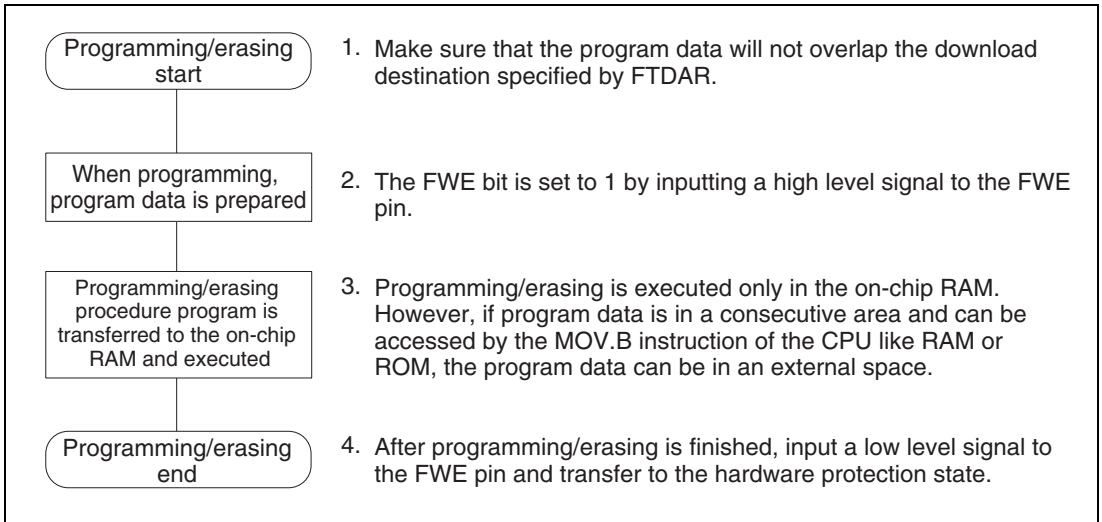 Programming/erasing
start
1. Make sure that the program data will not overlap the download
destination specified by FTDAR.
When programming,
program data is prepared
2. The FWE bit is set to 1 by inputting a high level signal to the FWE
pin.
Programming/erasing
procedure program is
transferred to the on-chip
RAM and executed
3. Programming/erasing is executed only in the on-chip RAM.
However, if program data is in a consecutive area and can be
accessed by the MOV.B instruction of the CPU like RAM or
ROM, the program data can be in an external space.
Programming/erasing
end
4. After programming/erasing is finished, input a low level signal to
the FWE pin and transfer to the hardware protection state.